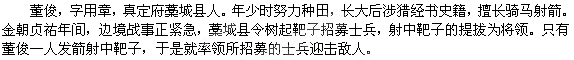 董俊，字用章，真定府藁城县人。年少时努力种田，长大后涉猎经书史籍，擅长骑马射箭。
金朝贞祐年间，边境战事正紧急，藁城县令树起靶子招募士兵，射中靶子的提拔为将领。只有
董俊一人发箭射中靶子，于是就率领所招募的士兵迎击敌人。